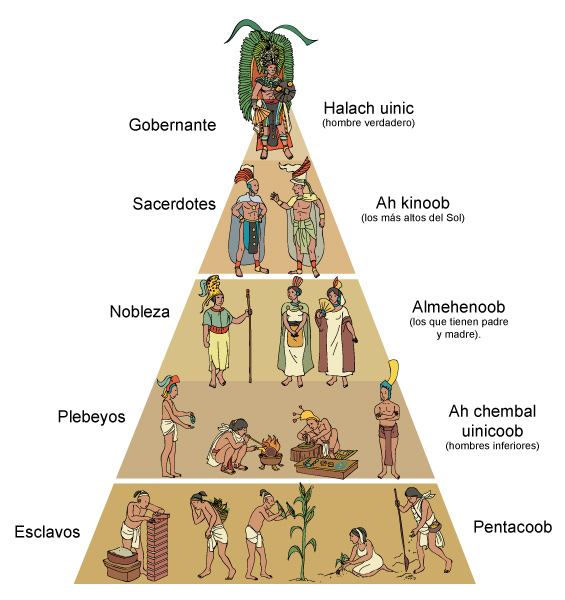 Gobernante
Halach uinic
(hombre verdadero)
Sacerdotes
Ah kinoob
(los más altos del Sol)
Nobleza
Almehenoob
(los que tienen padre
y madre).
Plebeyos
Ah chembal
uinicoob
(hombres inferiores)
Esclavos
Pentacoob